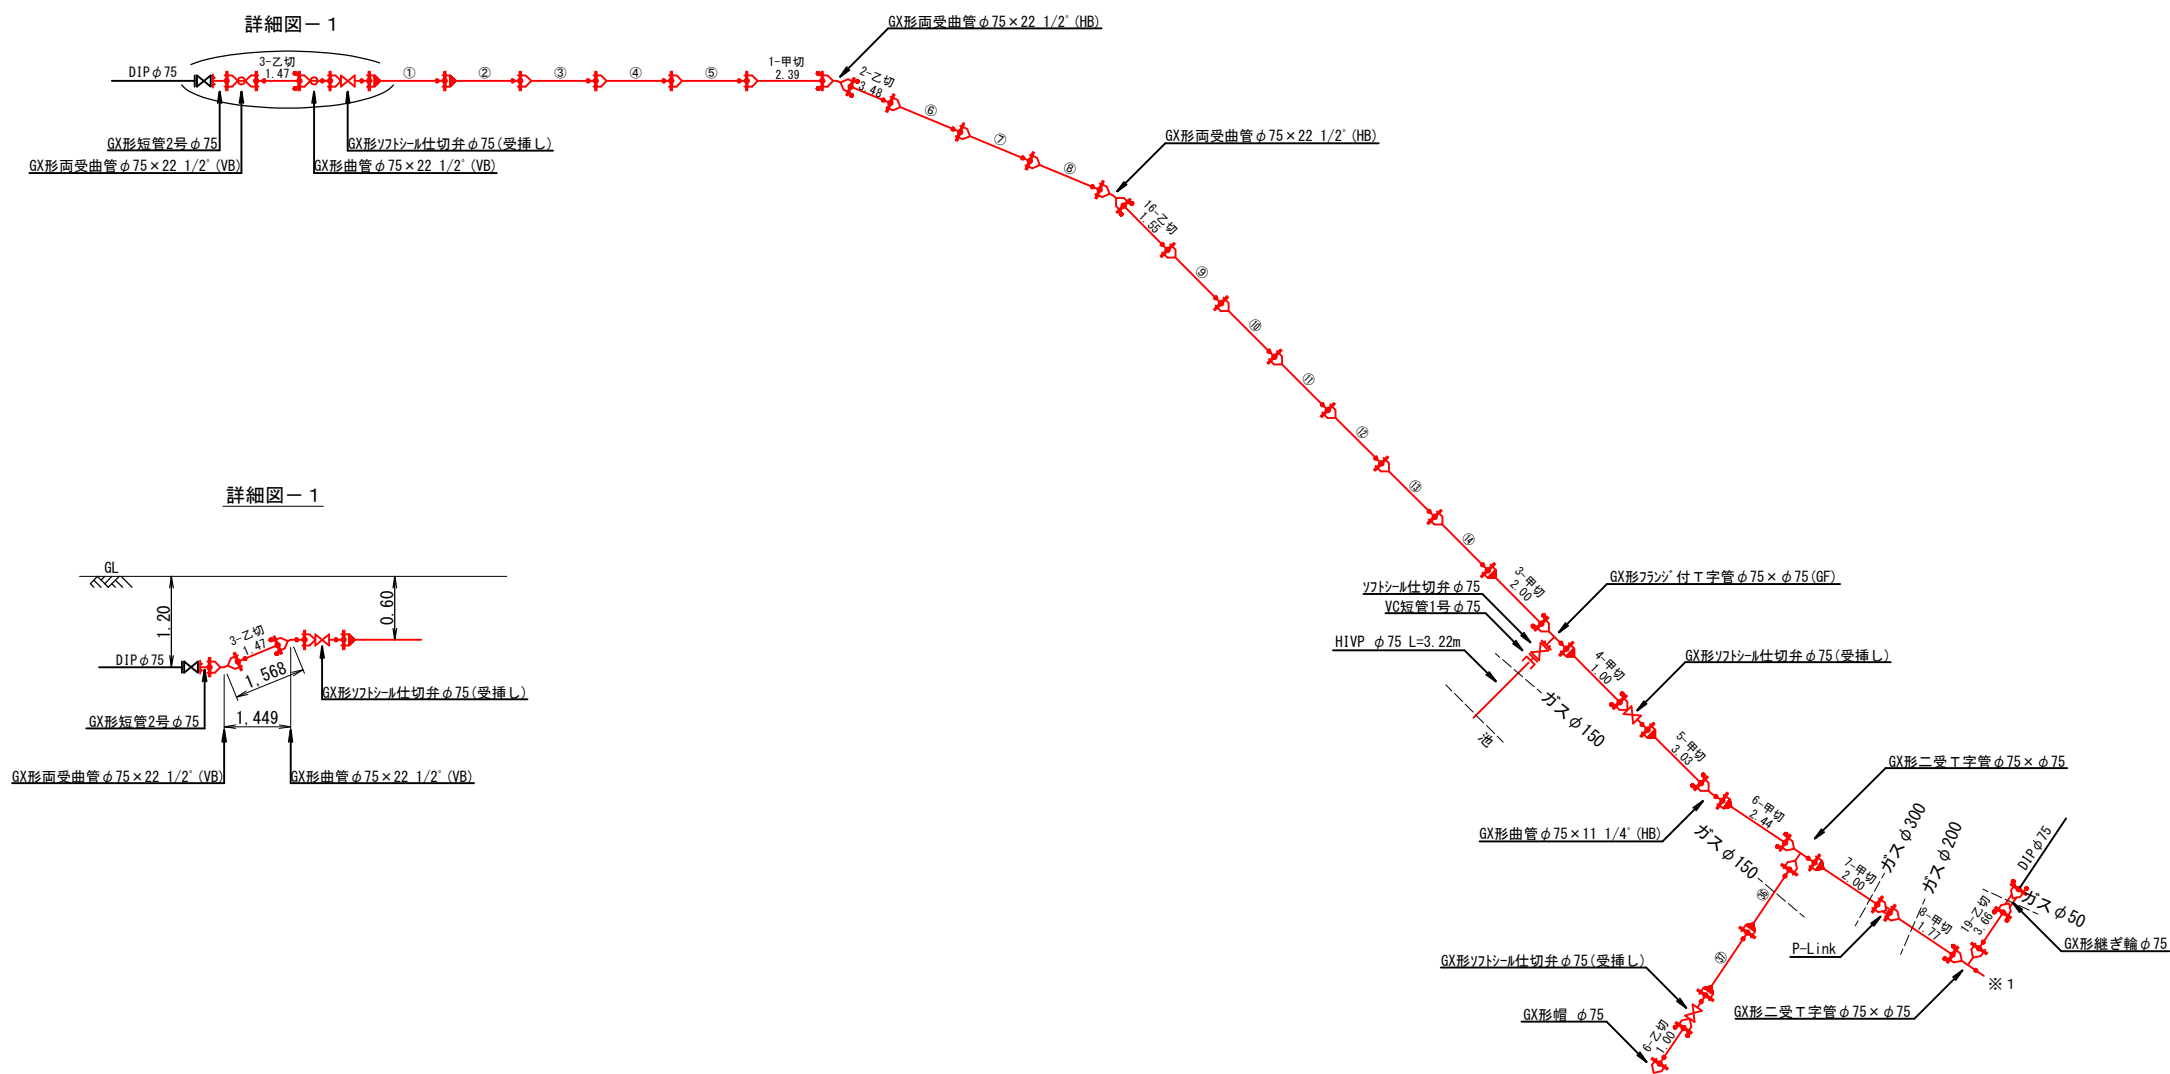 詳細図－１
GX形両受曲管φ75×22 1/2ﾟ(HB)
DIPφ75
3-乙切
1.47
①
②
③
④
⑤
1-甲切
2.39
2-乙切
3.48
⑥
⑦
⑧
GX形短管2号φ75
GX形ｿﾌﾄｼｰﾙ仕切弁φ75(受挿し)
GX形両受曲管φ75×22 1/2ﾟ(VB)
GX形曲管φ75×22 1/2ﾟ(VB)
GX形両受曲管φ75×22 1/2ﾟ(HB)
16-乙切
1.55
⑨
⑩
⑪
⑫
⑬
⑭
詳細図－１
GL
1.20
0.60
3-乙切
1.47
DIPφ75
1,568
GX形ｿﾌﾄｼｰﾙ仕切弁φ75(受挿し)
GX形短管2号φ75
1,449
GX形両受曲管φ75×22 1/2ﾟ(VB)
GX形曲管φ75×22 1/2ﾟ(VB)
3-甲切
2.00
GX形ﾌﾗﾝｼﾞ付Ｔ字管φ75×φ75(GF)
ｿﾌﾄｼｰﾙ仕切弁φ75
VC短管1号φ75
HIVP φ75 L=3.22m
ガスφ150
池
4-甲切
1.00
GX形ｿﾌﾄｼｰﾙ仕切弁φ75(受挿し)
5-甲切
3.03
GX形二受Ｔ字管φ75×φ75
GX形曲管φ75×11 1/4ﾟ(HB)
6-甲切
2.44
ガスφ150
ガスφ300
ガスφ200
DIPφ75
7-甲切
2.00
8-甲切
1.77
19-乙切
3.66
ガスφ50
GX形継ぎ輪φ75
P-Link
※１
GX形二受Ｔ字管φ75×φ75
GX形ｿﾌﾄｼｰﾙ仕切弁φ75(受挿し)
GX形帽 φ75
6-乙切
1.00